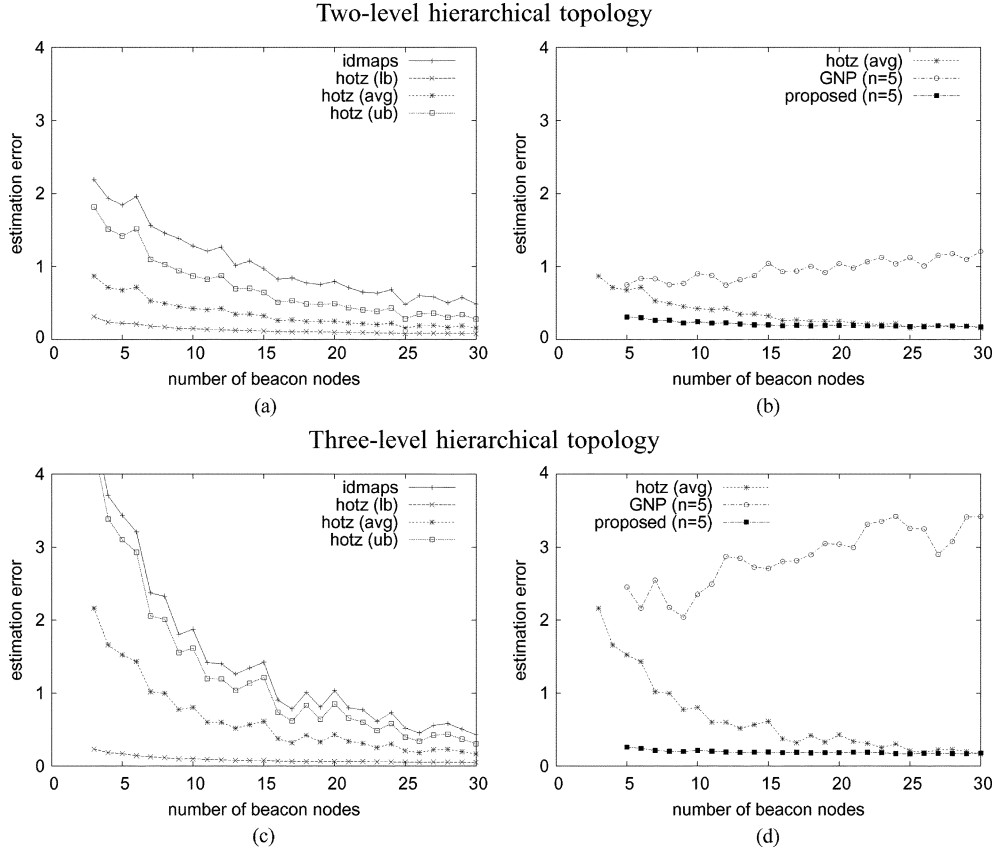 Two-level hierarchical topology
4
3
2
1
0
estimation error
idmaps
hotz (lb)
hotz (avg)
hotz (ub)
0 5 10 15 20 25 30
number of beacon nodes
(a)
4
3
2
1
0
estimation error
hotz (avg)
GNP (n=5)
proposed (n=5)
0 5 10 15 20 25 30
number of beacon nodes
(b)
Three-level hierarchical topology
4
3
2
1
0
estimation error
idmaps
hotz (lb)
hotz (avg)
hotz (ub)
0 5 10 15 20 25 30
number of beacon nodes
(c)
4
3
2
1
0
estimation error
hotz (avg)
GNP (n=5)
proposed (n=5)
0 5 10 15 20 25 30
number of beacon nodes
(d)